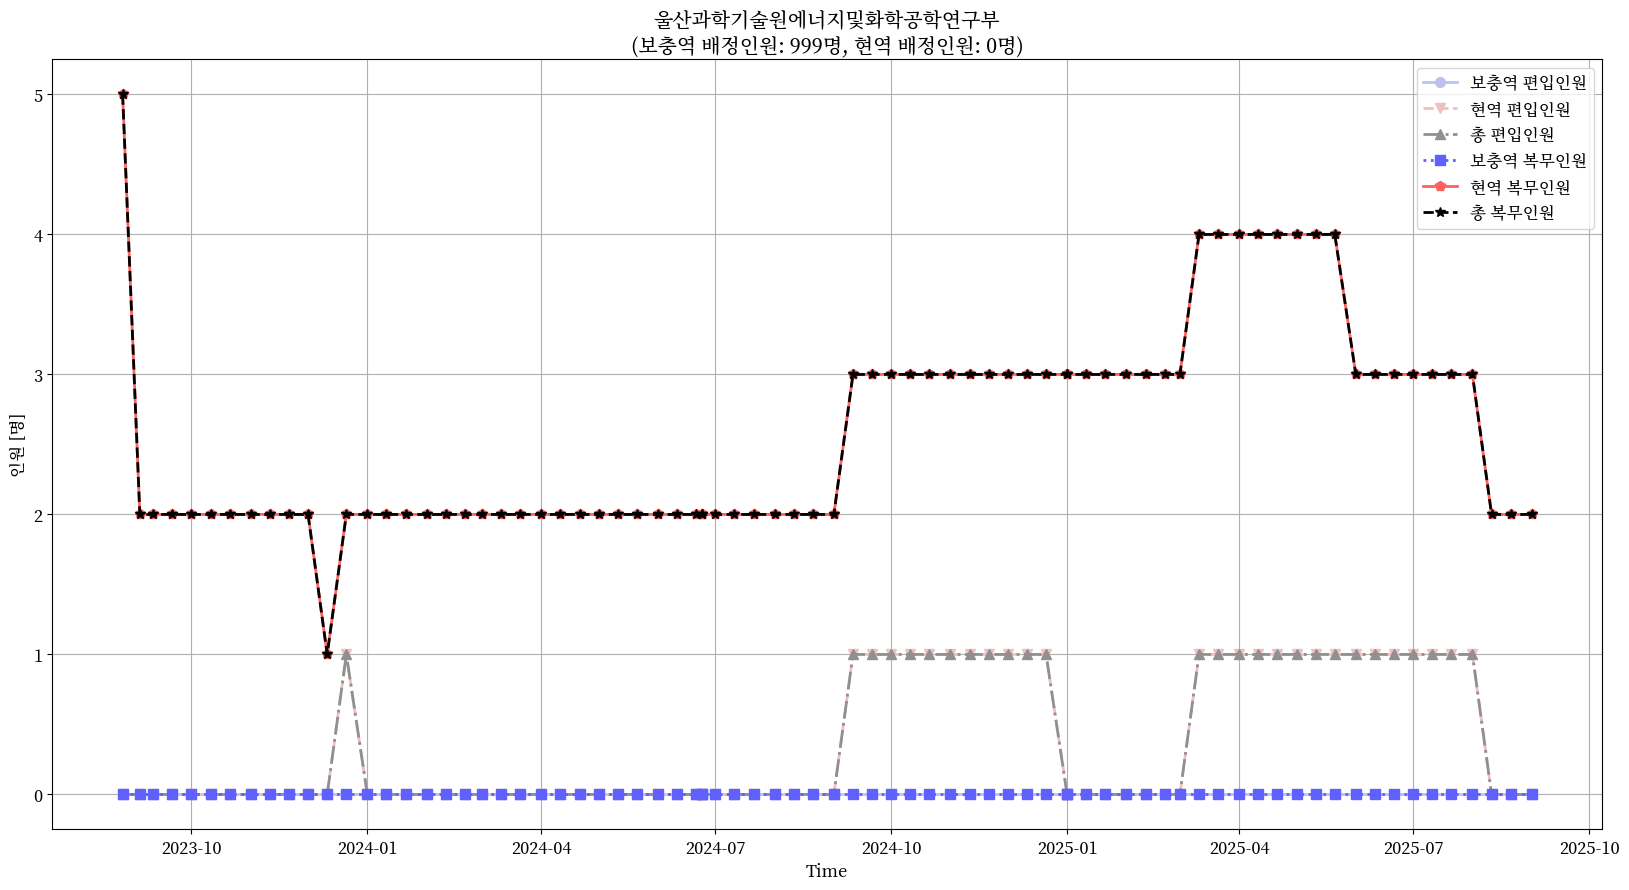 울산과학기술원에너지및화학공학연구부
(보충역 배정인원: 999명, 현역 배정인원: 0명)
보충역 편입인원
현역 편입인원
총 편입인원
보충역 복무인원
현역 복무인원
총 복무인원
인원 [명]
5
4
3
2
1
0
2023-10
2024-01
2024-04
2024-07
2024-10
2025-01
2025-04
2025-07
2025-10
Time